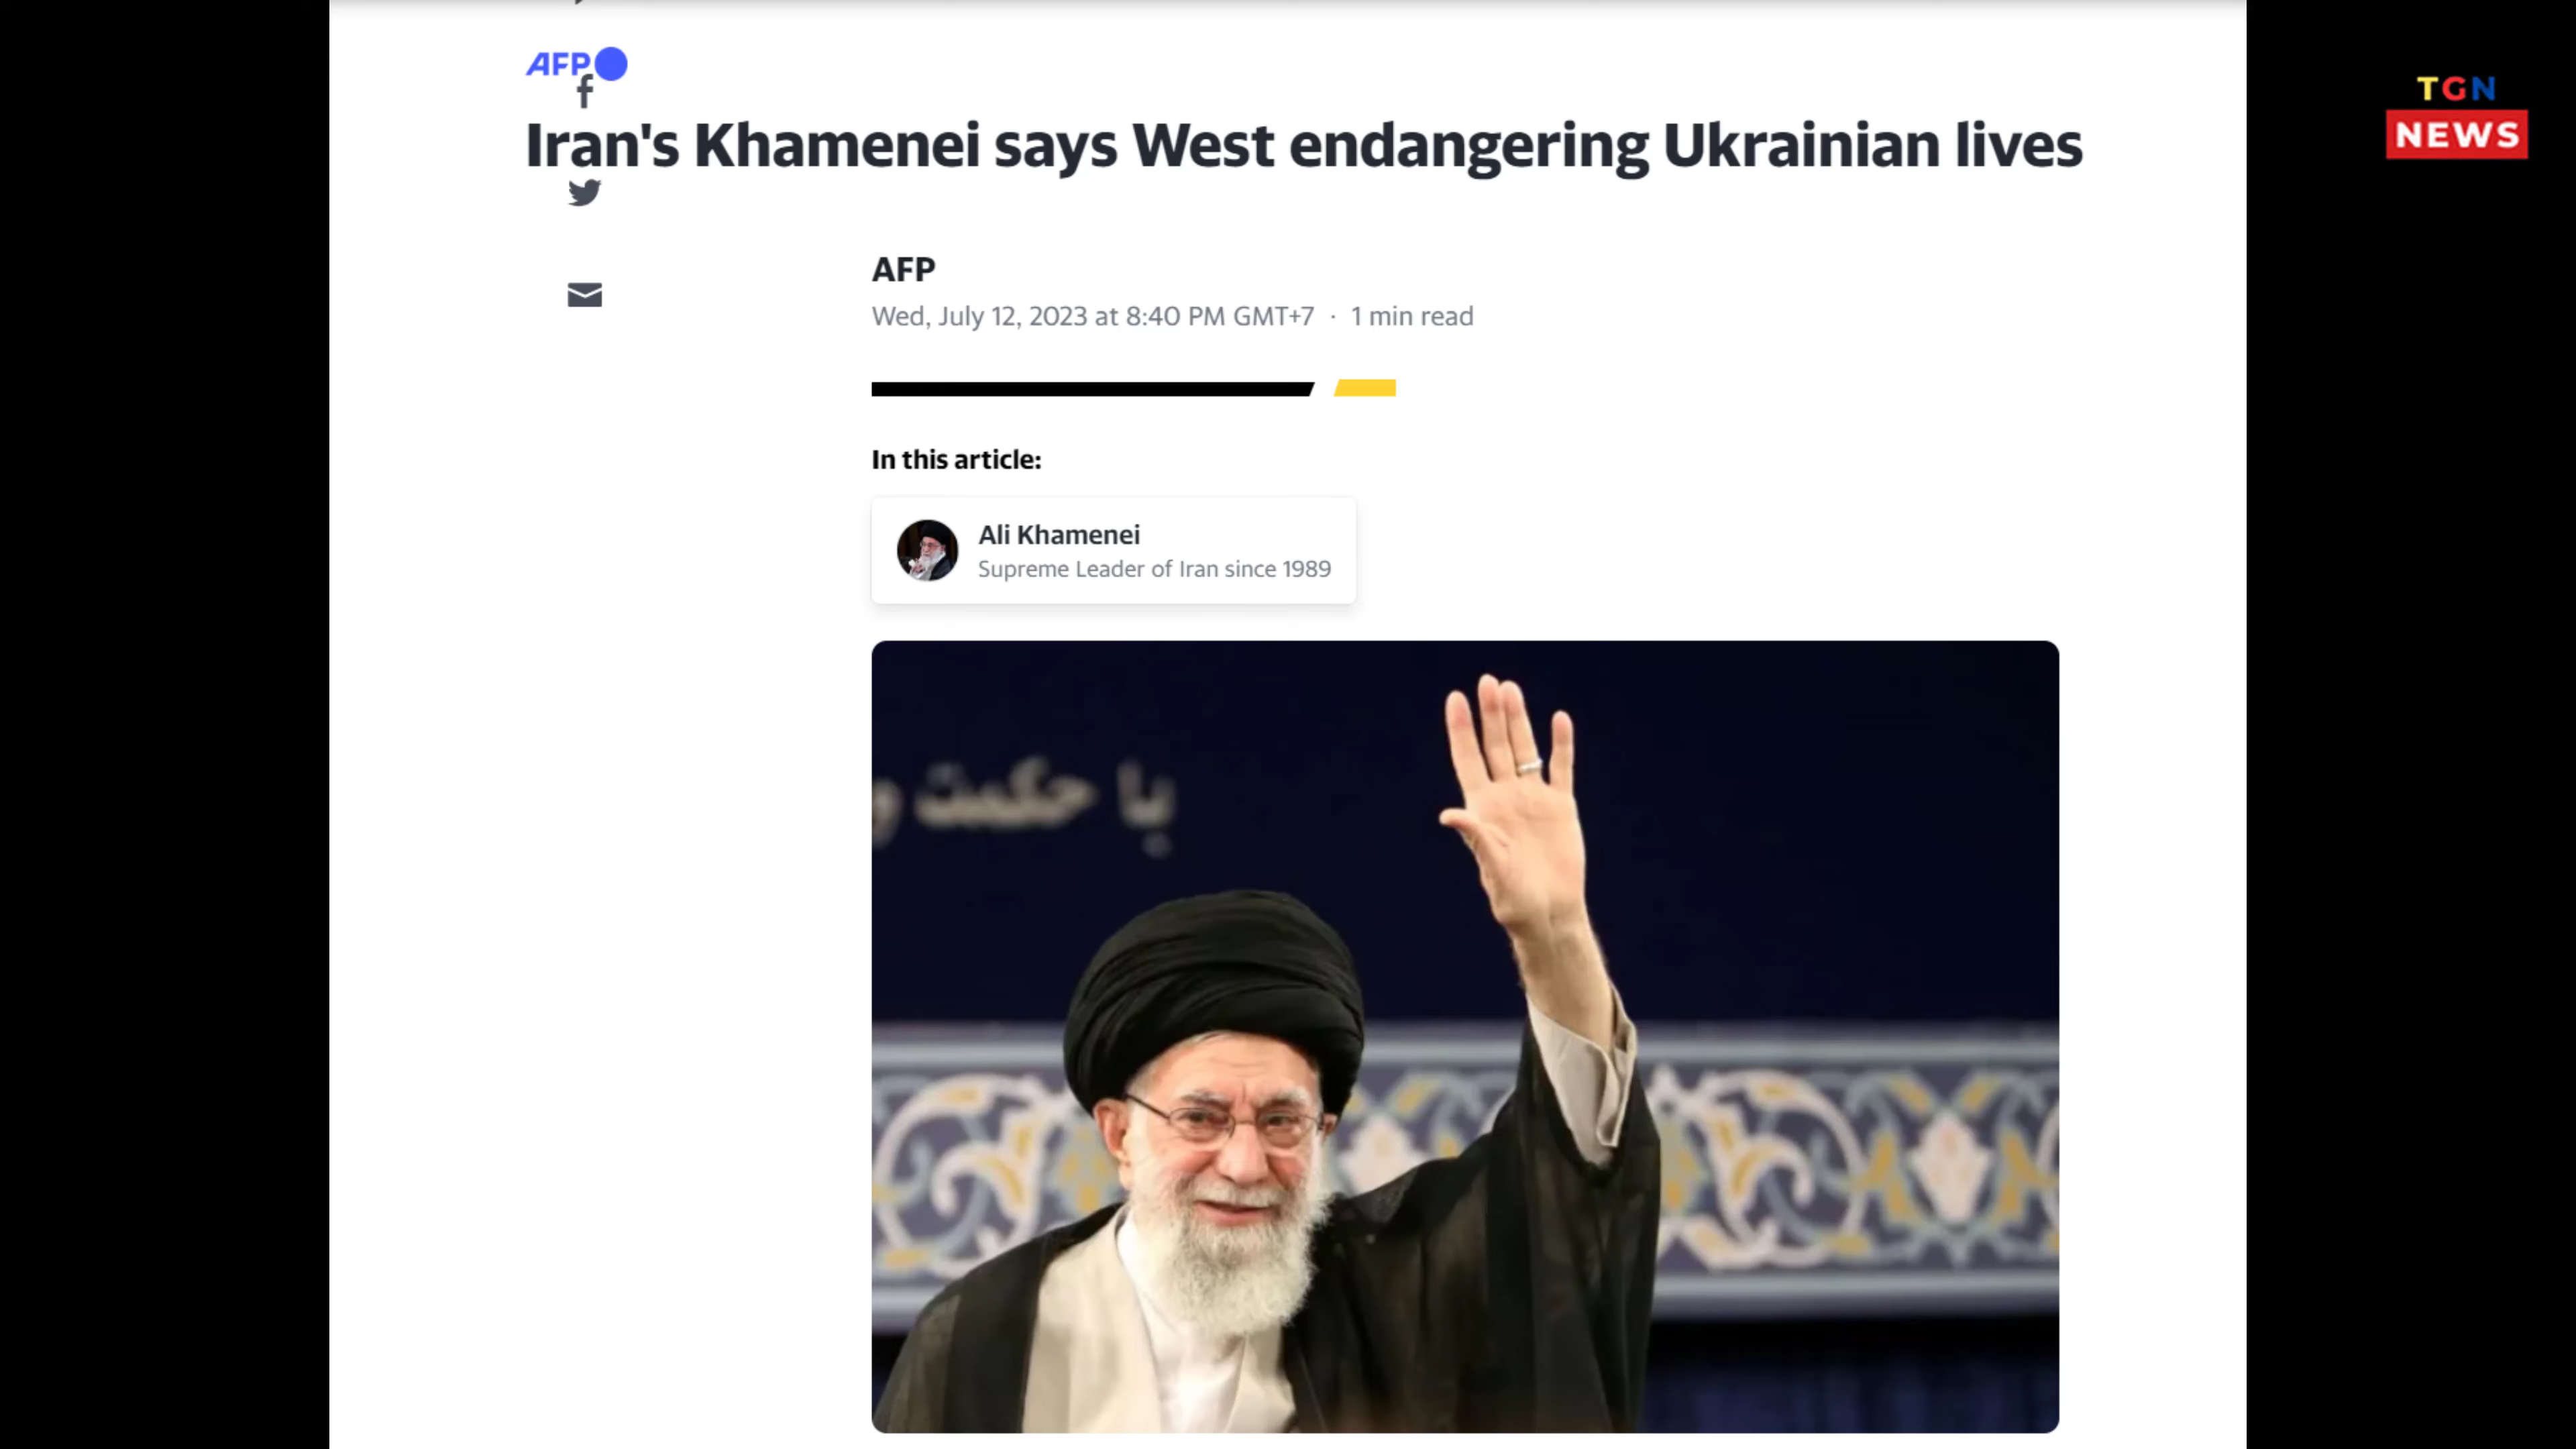 AFP
Iran's Khamenei says West endangering Ukrainian lives
TGN
NEWS
AFP
Wed, July 12, 2023 at 8:40 PM GMT+7 · 1 min read
In this article:
Ali Khamenei
Supreme Leader of Iran since 1989
با حکمت و